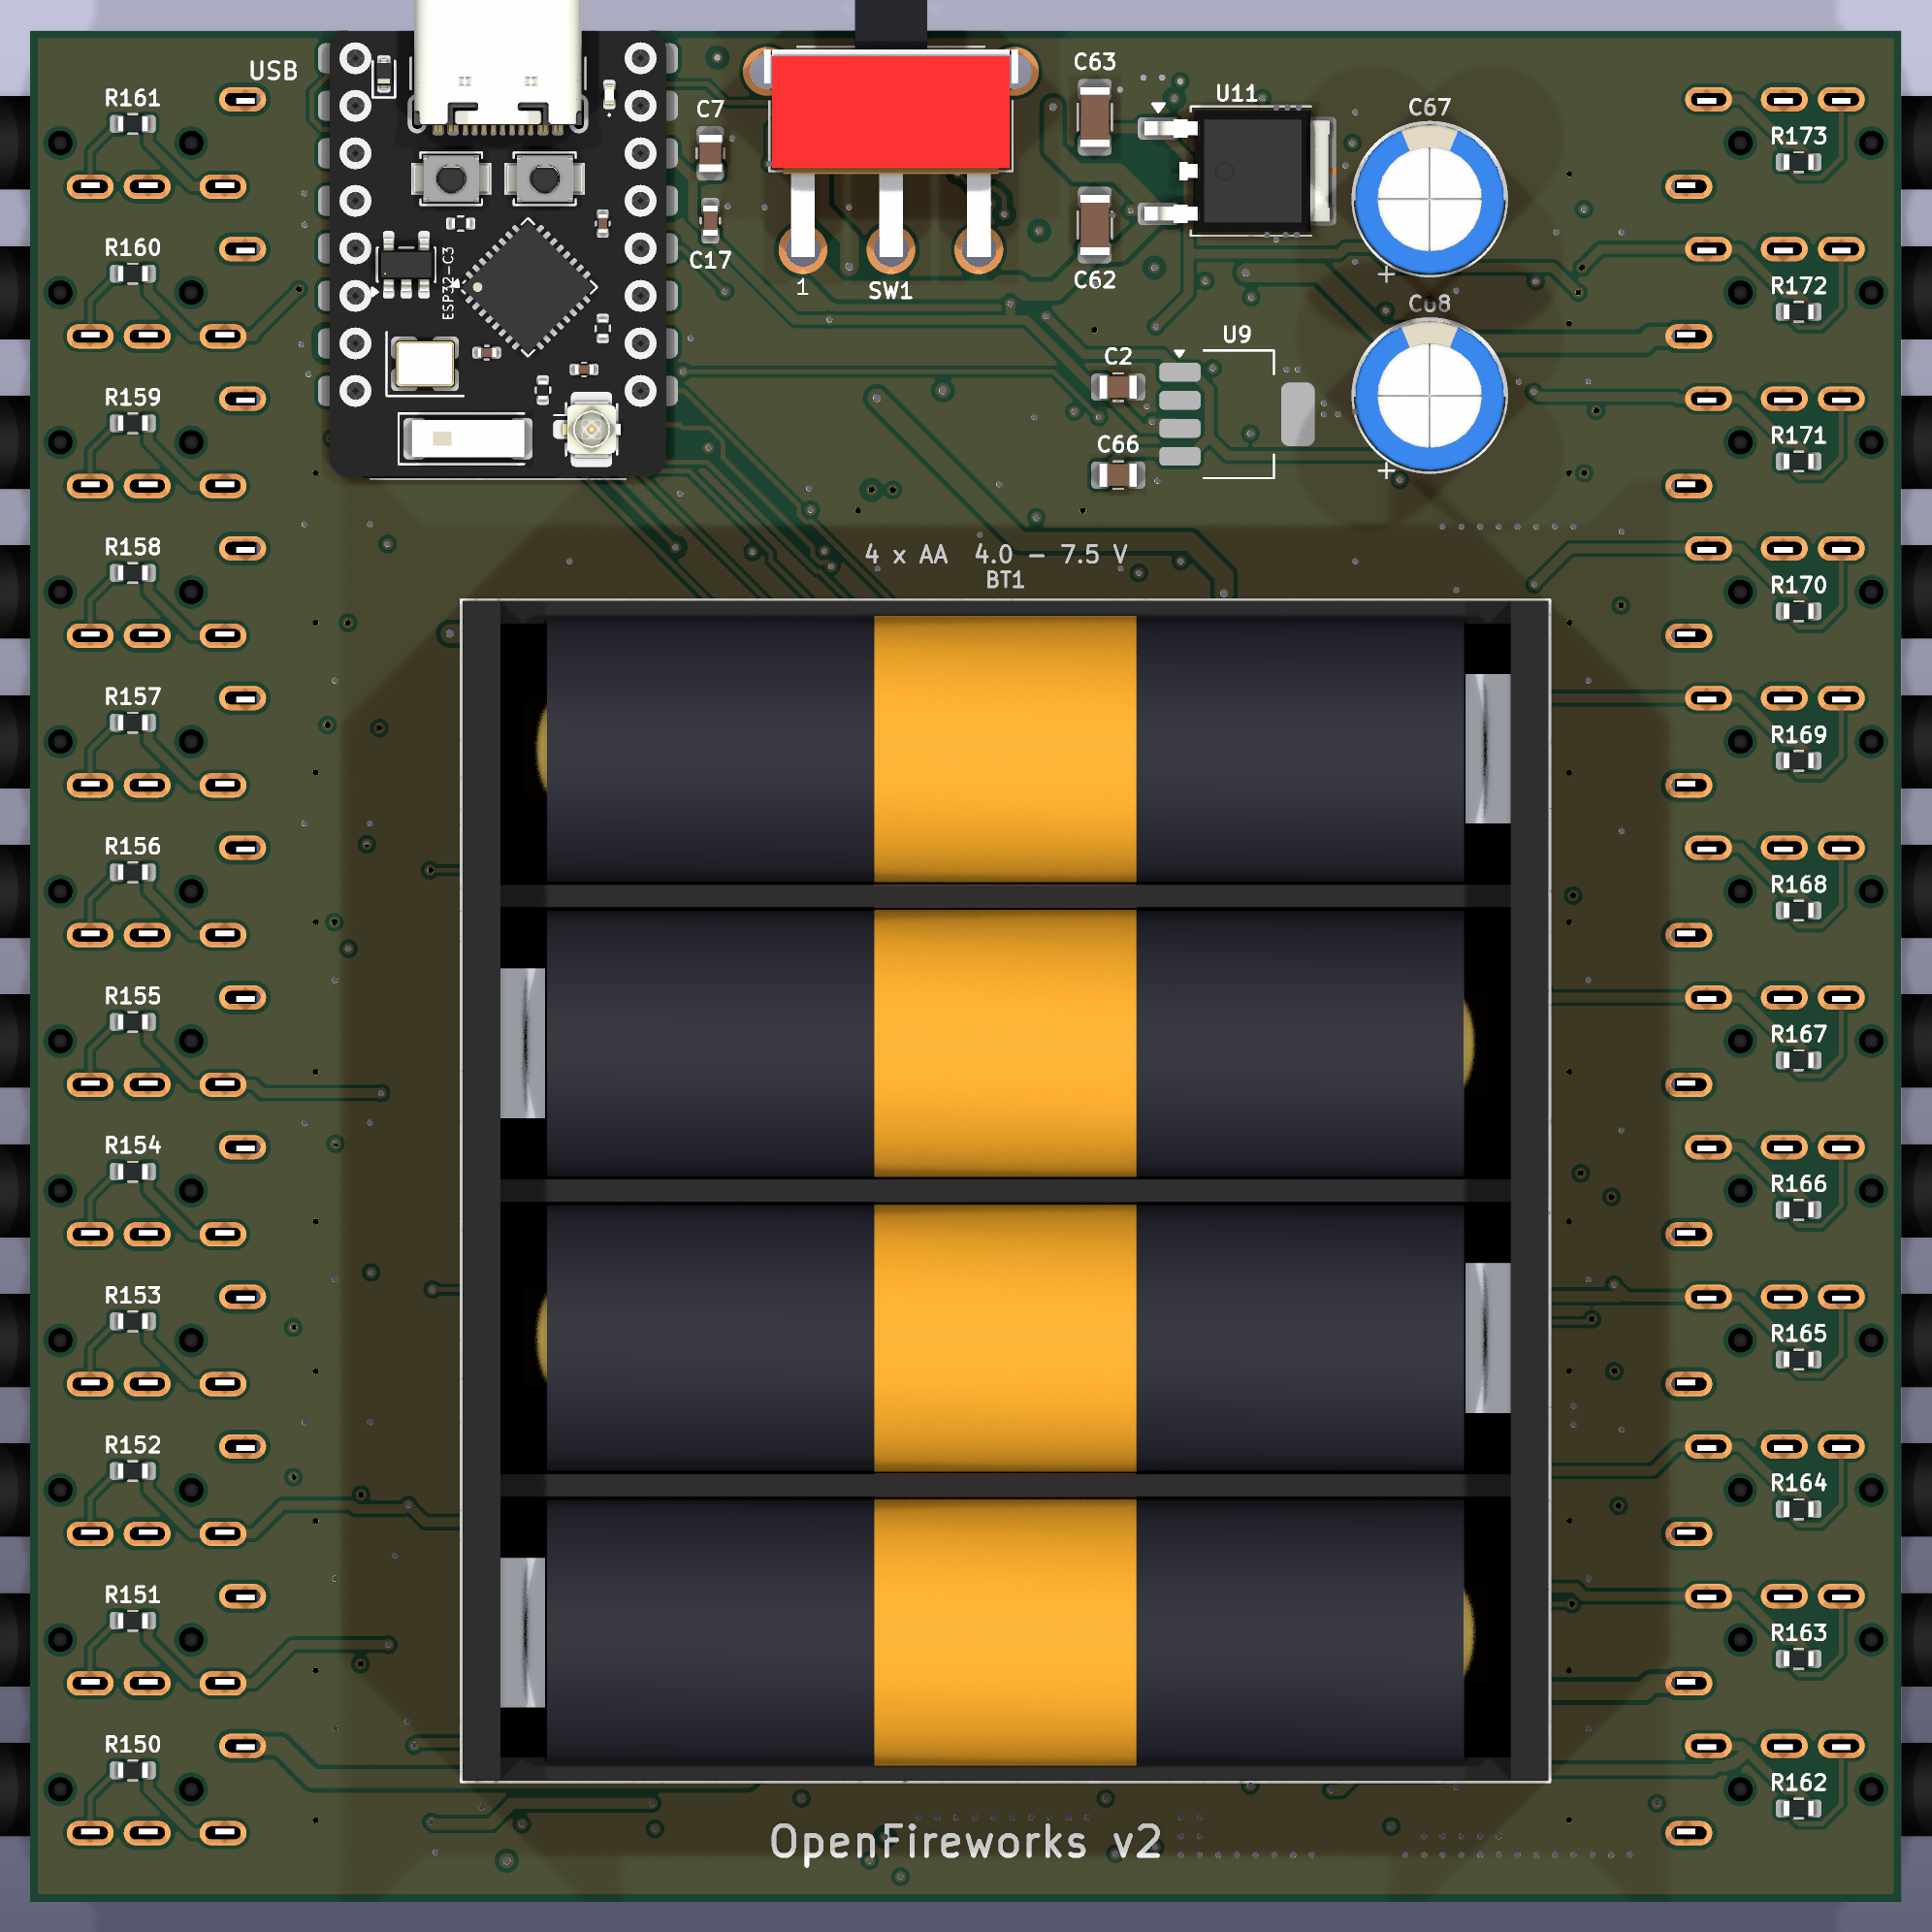 USB
R161
C7
C63
U11
C67
R173
R160
C17
1
SW1
C62
R172
ESP32-C3
C68
R159
C2
U9
C66
R171
+
+
R158
4 x AA 4.0 – 7.5 V
BT1
R170
R157
R169
R156
R168
R155
R167
R154
R166
R153
R165
R152
R164
R151
R163
R150
R162
OpenFireworks v2